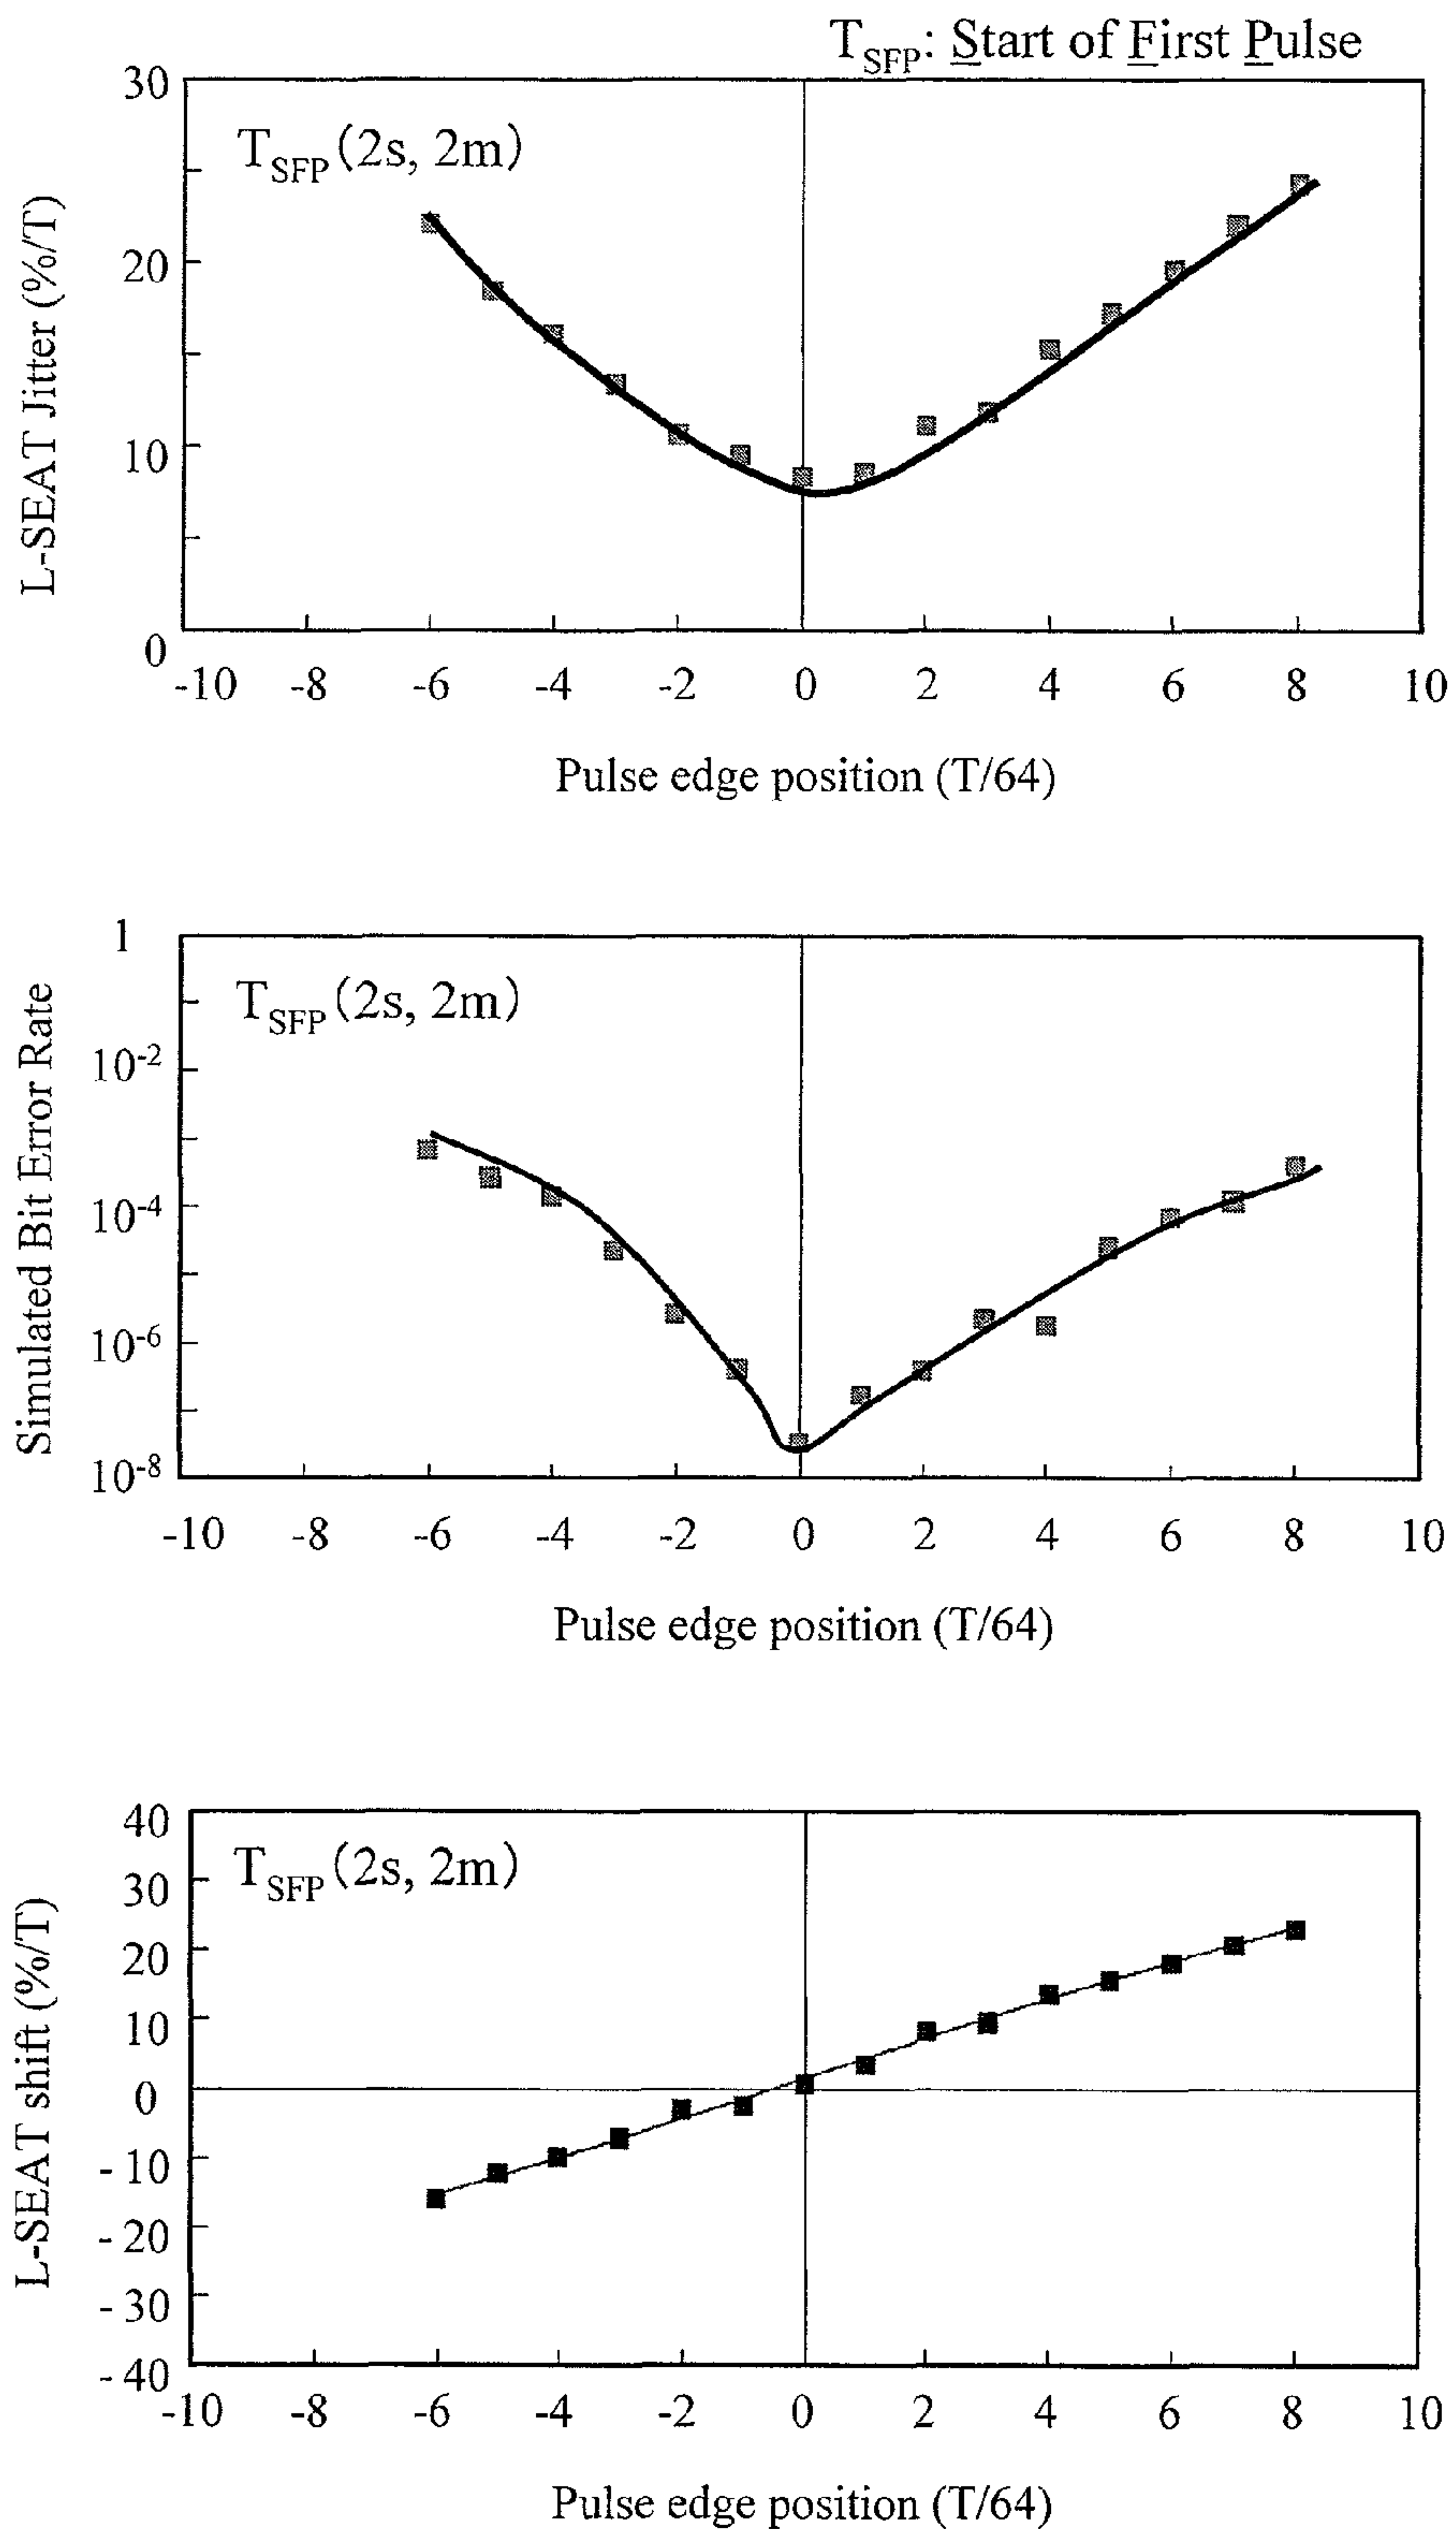 T_SFP: Start of First Pulse
30
T_SFP (2s, 2m)
20
10
0
L-SEAT Jitter (%/T)
-10 -8 -6 -4 -2 0 2 4 6 8 10
Pulse edge position (T/64)
1
T_SFP (2s, 2m)
10^-2
10^-4
10^-6
10^-8
Simulated Bit Error Rate
-10 -8 -6 -4 -2 0 2 4 6 8 10
Pulse edge position (T/64)
40
T_SFP (2s, 2m)
30
20
10
0
- 10
- 20
- 30
- 40
L-SEAT shift (%/T)
-10 -8 -6 -4 -2 0 2 4 6 8 10
Pulse edge position (T/64)